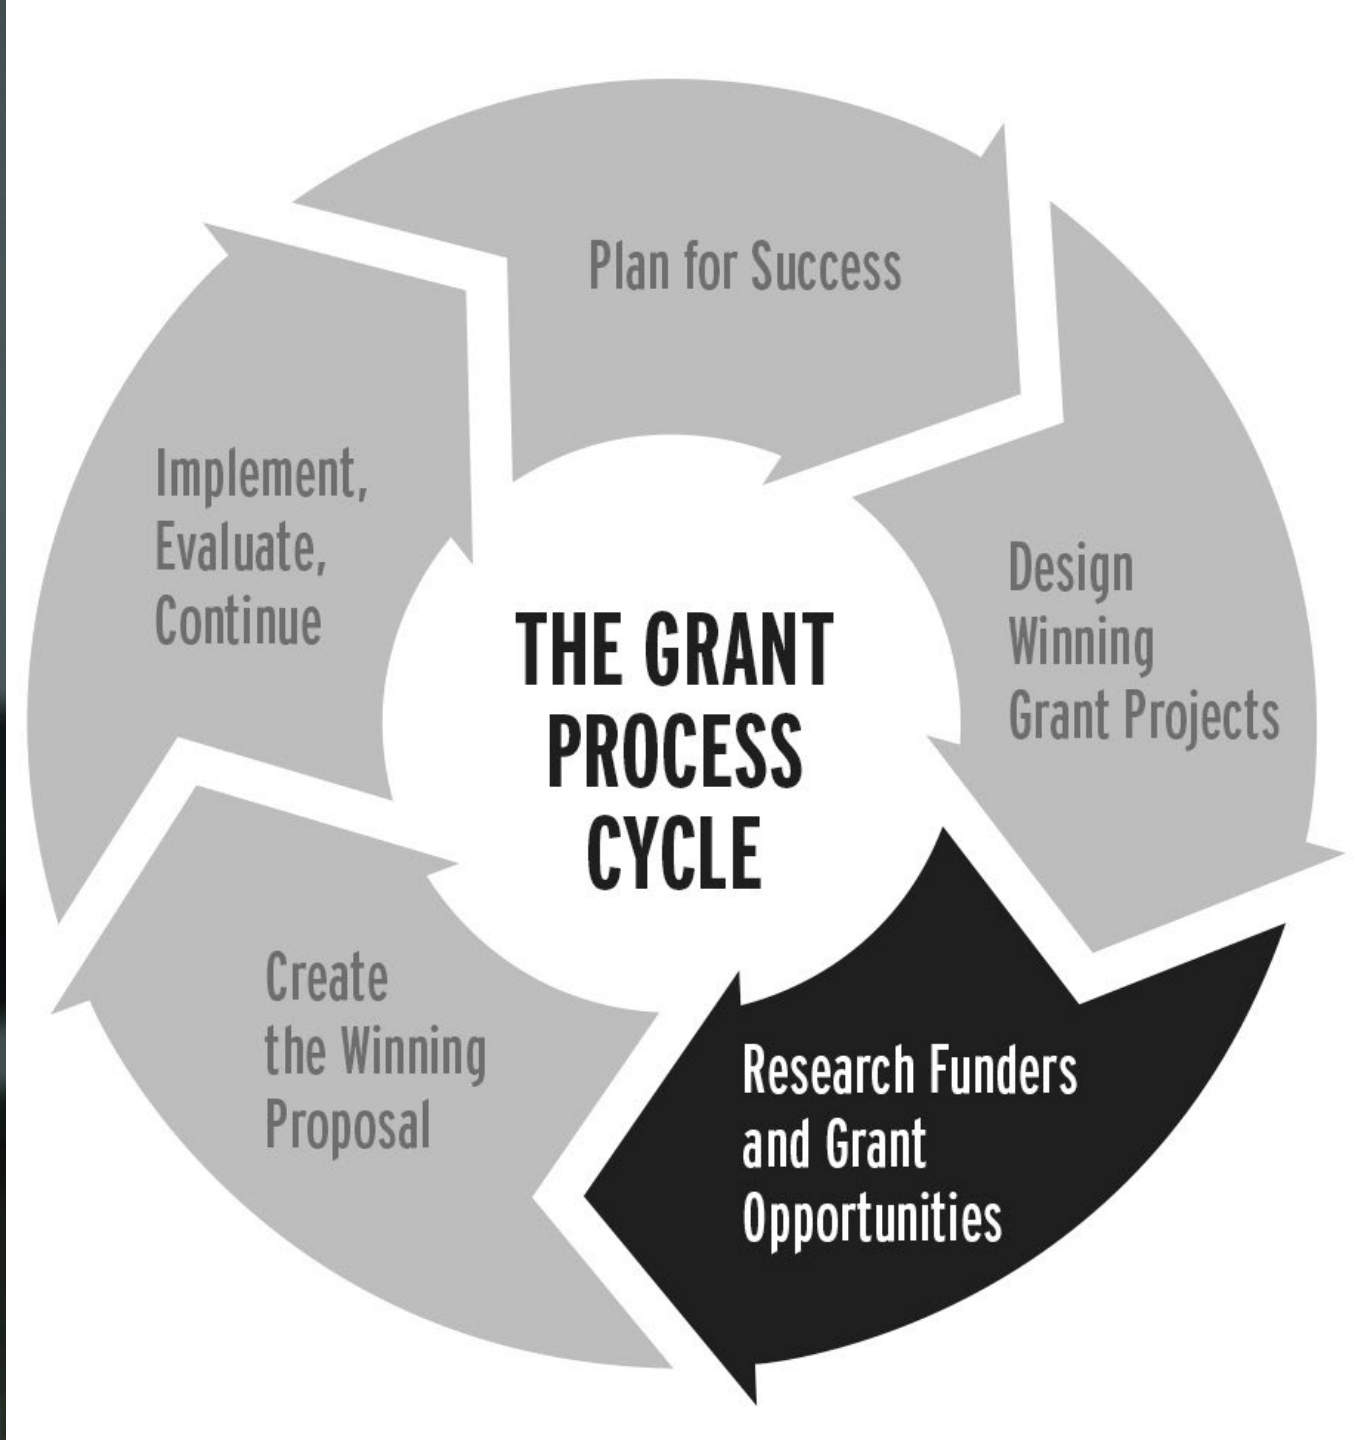 Plan for Success
Design
Winning
Grant Projects
Research Funders
and Grant
Opportunities
Create
the Winning
Proposal
Implement,
Evaluate,
Continue
THE GRANT
PROCESS
CYCLE